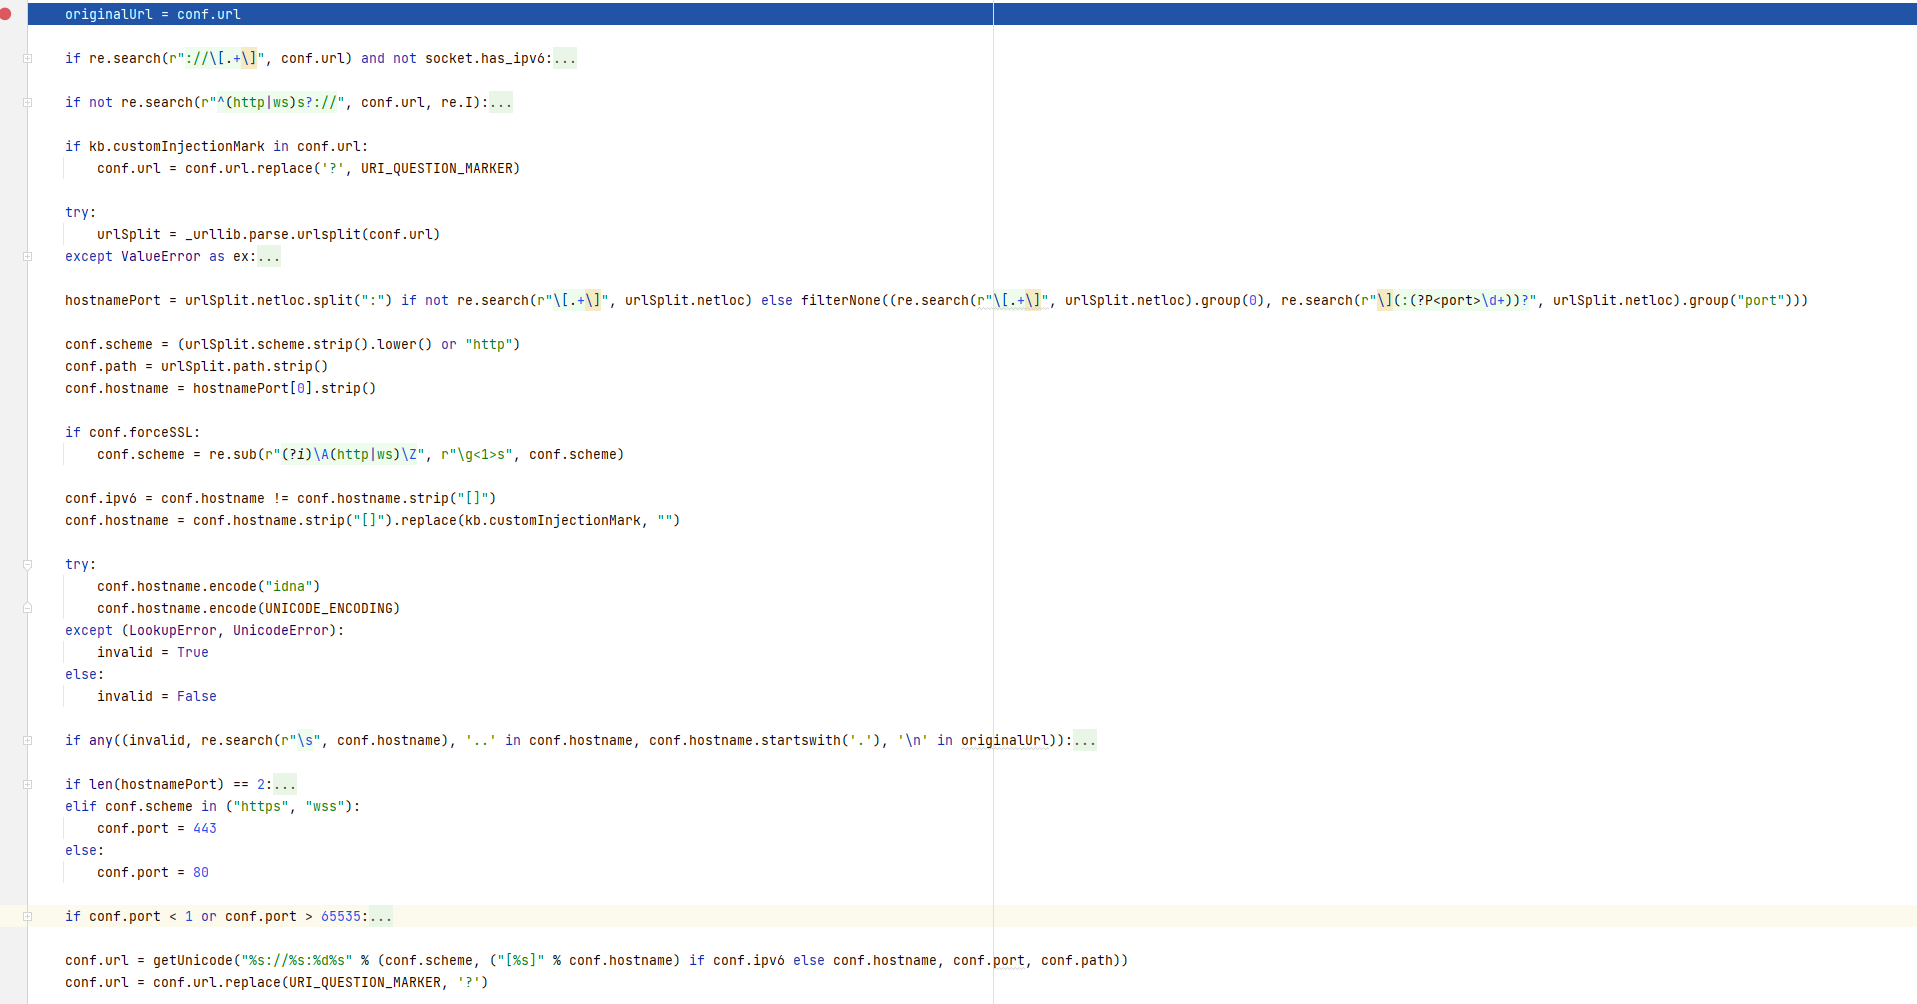 originalUrl = conf.url
if re.search(r"://\[.+\]", conf.url) and not socket.has_ipv6:...
if not re.search(r"^(http|ws)s?://", conf.url, re.I):...
if kb.customInjectionMark in conf.url:
    conf.url = conf.url.replace('?', URI_QUESTION_MARKER)
try:
    urlSplit = _urllib.parse.urlsplit(conf.url)
except ValueError as ex:...
hostnamePort = urlSplit.netloc.split(":") if not re.search(r"\[.+\]", urlSplit.netloc) else filterNone((re.search(r"\[.+\]", urlSplit.netloc).group(0), re.search(r"\](:(?P<port>\d+))?", urlSplit.netloc).group("port")))
conf.scheme = (urlSplit.scheme.strip().lower() or "http")
conf.path = urlSplit.path.strip()
conf.hostname = hostnamePort[0].strip()
if conf.forceSSL:
    conf.scheme = re.sub(r"(?i)\A(http|ws)\Z", r"\g<1>s", conf.scheme)
conf.ipv6 = conf.hostname != conf.hostname.strip("[]")
conf.hostname = conf.hostname.strip("[]").replace(kb.customInjectionMark, "")
try:
    conf.hostname.encode("idna")
    conf.hostname.encode(UNICODE_ENCODING)
except (LookupError, UnicodeError):
    invalid = True
else:
    invalid = False
if any((invalid, re.search(r"\s", conf.hostname), '..' in conf.hostname, conf.hostname.startswith('.'), '\n' in originalUrl)):...
if len(hostnamePort) == 2:...
elif conf.scheme in ("https", "wss"):
    conf.port = 443
else:
    conf.port = 80
if conf.port < 1 or conf.port > 65535:...
conf.url = getUnicode("%s://%s:%d%s" % (conf.scheme, ("[%s]" % conf.hostname) if conf.ipv6 else conf.hostname, conf.port, conf.path))
conf.url = conf.url.replace(URI_QUESTION_MARKER, '?')